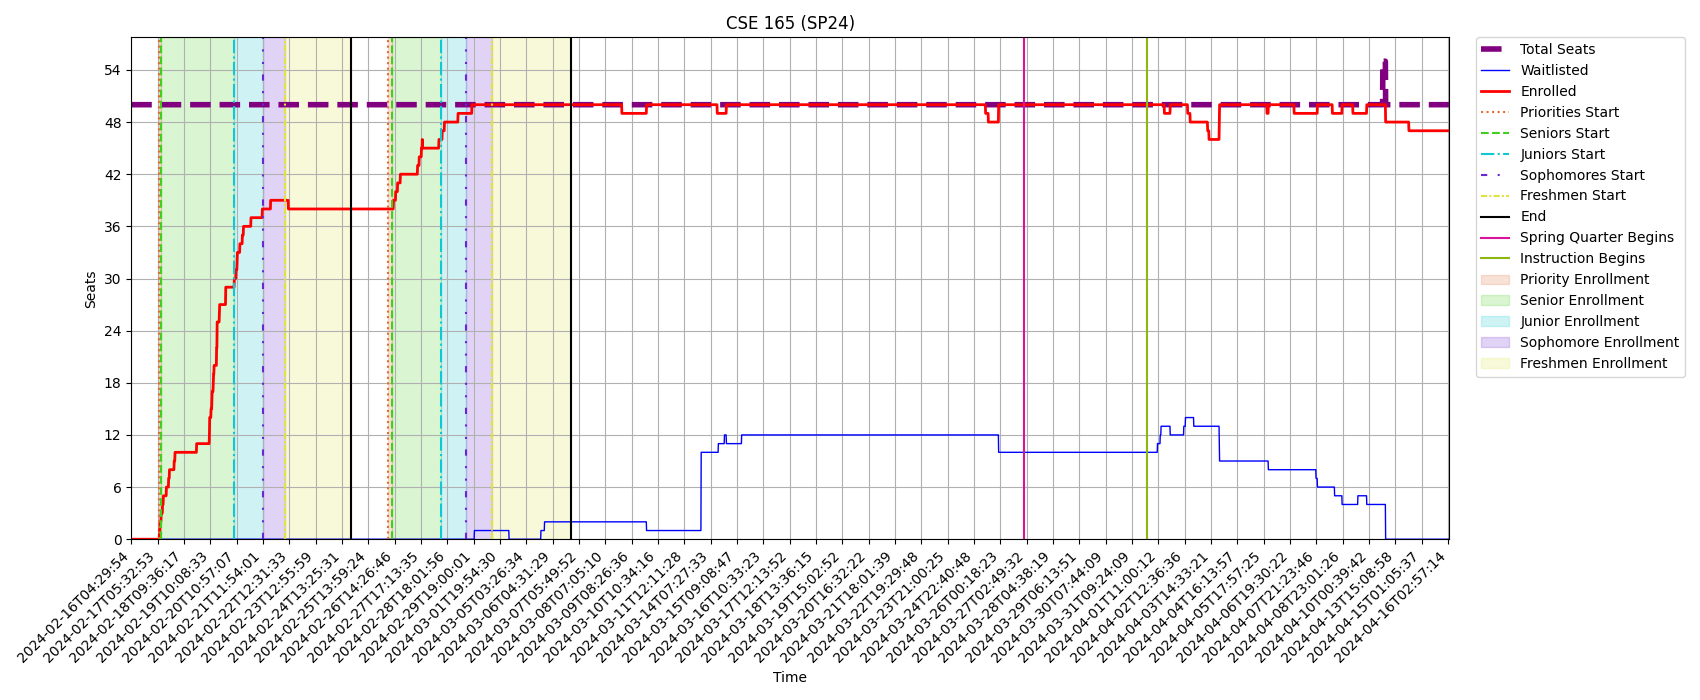 CSE 165 (SP24)
Seats
54
48
42
36
30
24
18
12
6
0
2024-02-16T04:29:54
2024-02-17T05:32:53
2024-02-18T09:36:17
2024-02-19T10:08:33
2024-02-20T10:57:07
2024-02-21T11:54:01
2024-02-22T12:31:33
2024-02-23T12:55:59
2024-02-24T13:25:31
2024-02-25T13:59:24
2024-02-26T14:26:46
2024-02-27T17:13:35
2024-02-28T18:01:56
2024-02-29T19:00:01
2024-03-01T19:54:30
2024-03-05T03:26:34
2024-03-06T04:31:29
2024-03-07T05:49:52
2024-03-08T07:05:10
2024-03-09T08:26:36
2024-03-10T10:34:16
2024-03-11T12:11:28
2024-03-14T07:27:33
2024-03-15T09:08:47
2024-03-16T10:33:23
2024-03-17T12:13:52
2024-03-18T13:36:15
2024-03-19T15:02:52
2024-03-20T16:32:22
2024-03-21T18:01:39
2024-03-22T19:29:48
2024-03-23T21:00:25
2024-03-24T22:40:48
2024-03-26T00:18:23
2024-03-27T02:49:32
2024-03-28T04:38:19
2024-03-29T06:13:51
2024-03-30T07:44:09
2024-03-31T09:24:09
2024-04-01T11:00:12
2024-04-02T12:36:36
2024-04-03T14:33:21
2024-04-04T16:13:57
2024-04-05T17:57:25
2024-04-06T19:30:22
2024-04-07T21:23:46
2024-04-08T23:01:26
2024-04-10T00:39:42
2024-04-13T15:08:58
2024-04-15T01:05:37
2024-04-16T02:57:14
Time
Total Seats
Waitlisted
Enrolled
Priorities Start
Seniors Start
Juniors Start
Sophomores Start
Freshmen Start
End
Spring Quarter Begins
Instruction Begins
Priority Enrollment
Senior Enrollment
Junior Enrollment
Sophomore Enrollment
Freshmen Enrollment